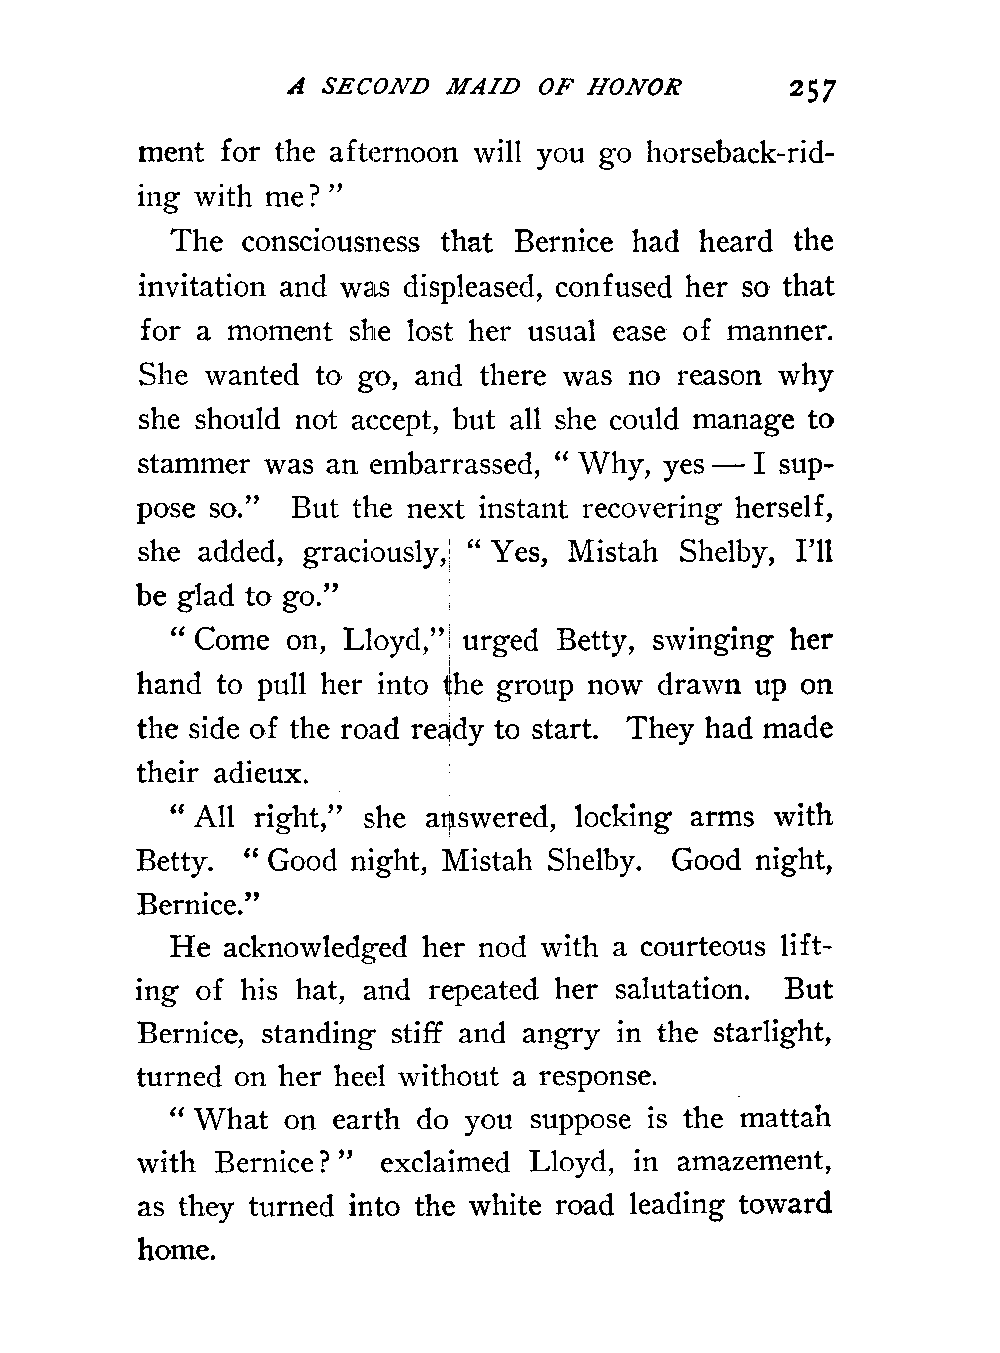 A SECOND MAID OF HONOR 257
ment for the afternoon will you go horseback-rid-
ing with me?"
The consciousness that Bernice had heard the
invitation and was displeased, confused her so that
for a moment she lost her usual ease of manner.
She wanted to go, and there was no reason why
she should not accept, but all she could manage to
stammer was an embarrassed, "Why, yes — I sup-
pose so." But the next instant recovering herself,
she added, graciously, "Yes, Mistah Shelby, I'll
be glad to go."
"Come on, Lloyd," urged Betty, swinging her
hand to pull her into the group now drawn up on
the side of the road ready to start. They had made
their adieux.
"All right," she answered, locking arms with
Betty. "Good night, Mistah Shelby. Good night,
Bernice."
He acknowledged her nod with a courteous lift-
ing of his hat, and repeated her salutation. But
Bernice, standing stiff and angry in the starlight,
turned on her heel without a response.
"What on earth do you suppose is the mattah
with Bernice?" exclaimed Lloyd, in amazement,
as they turned into the white road leading toward
home.